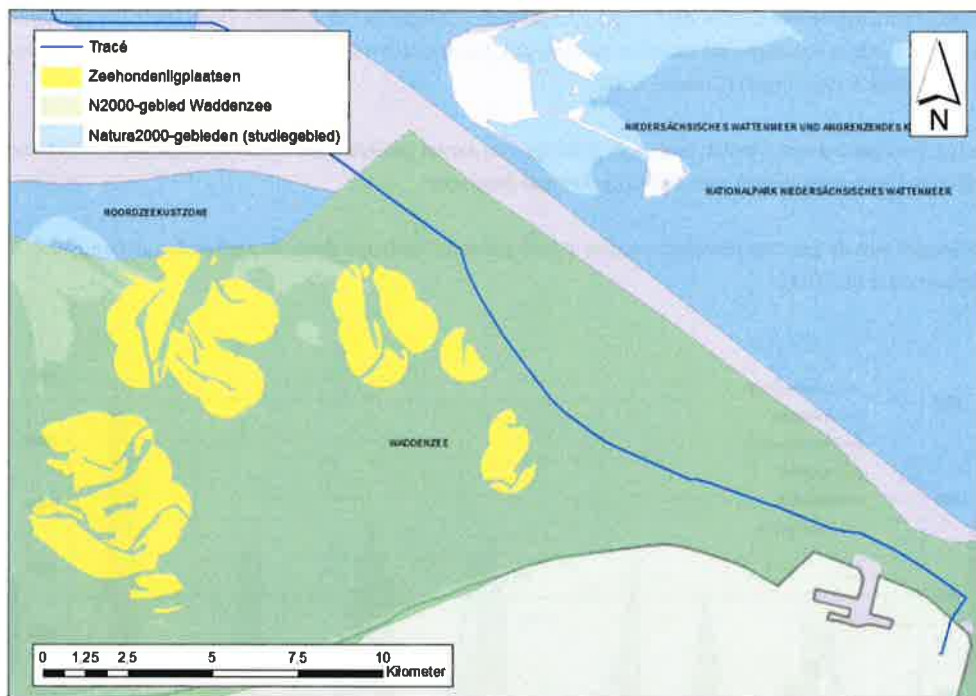 Tracé
Zeehondenligplaatsen
N2000-gebied Waddenzee
Natura2000-gebieden (studiegebied)
N
NIEDERSÄCHSISCHES WATTENMEER UND ANGRENZENDES K
NATIONALPARK NIEDERSÄCHSISCHES WATTENMEER
NOORDZEEKUSTZONE
WADDENZEE
0 1,25 2,5 5 7,5 10
Kilometer